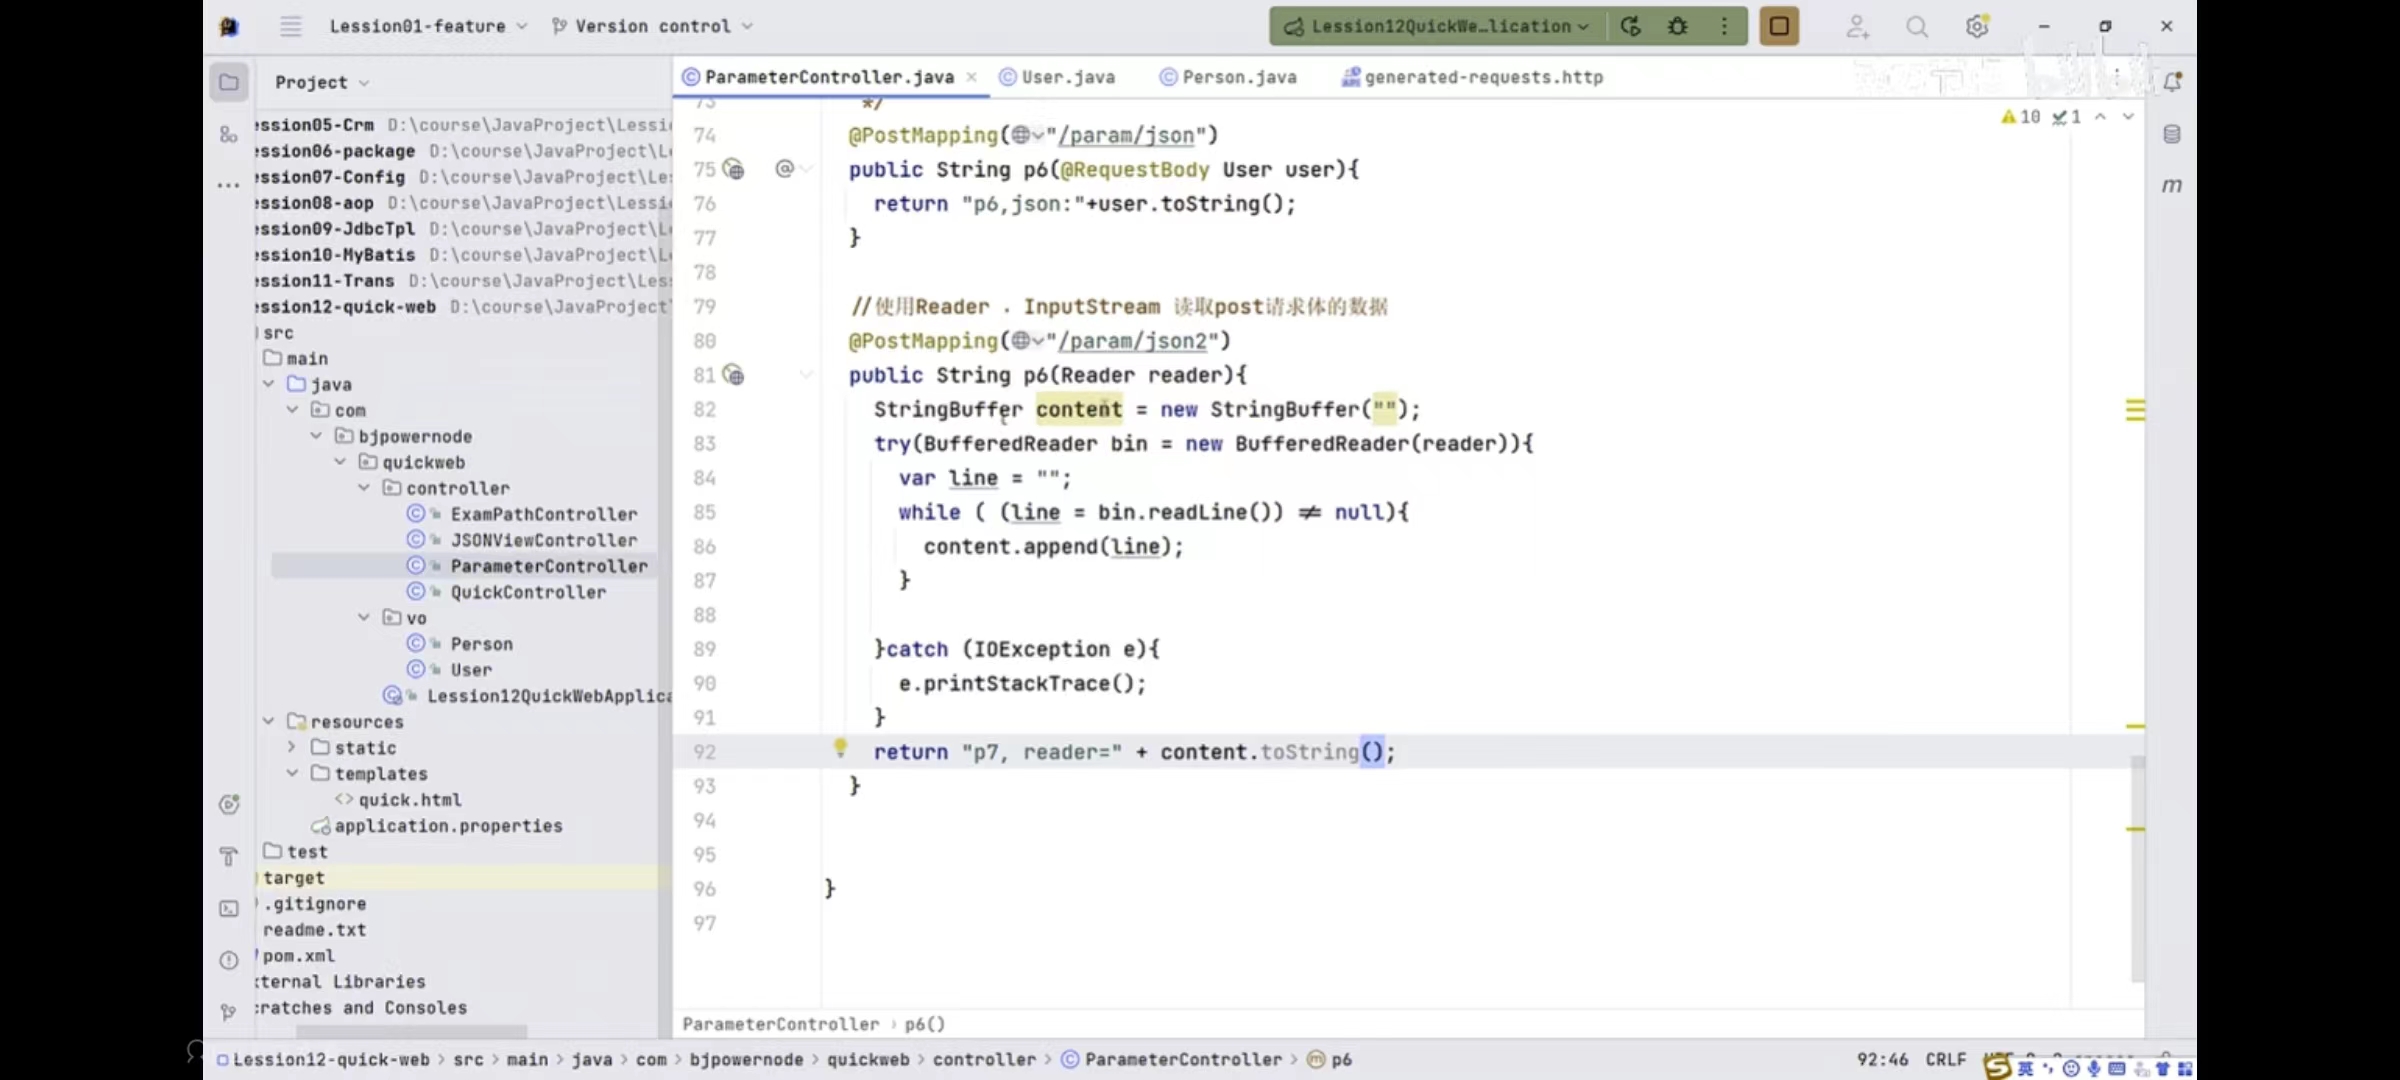 Lession01-feature Version control Lession12QuickWe…lication
Project
ParameterController.java User.java Person.java generated-requests.http
ession05-Crm D:\course\JavaProject\Lessi
ession06-package D:\course\JavaProject\L
ession07-Config D:\course\JavaProject\Le
ession08-aop D:\course\JavaProject\Lessi
ession09-JdbcTpl D:\course\JavaProject\L
ession10-MyBatis D:\course\JavaProject\L
ession11-Trans D:\course\JavaProject\Les
ession12-quick-web D:\course\JavaProject
src
main
java
com
bjpowernode
quickweb
controller
ExamPathController
JSONViewController
ParameterController
QuickController
vo
Person
User
Lession12QuickWebApplica
resources
static
templates
quick.html
application.properties
test
target
.gitignore
readme.txt
pom.xml
ternal Libraries
ratches and Consoles
10 1
73 */
74 @PostMapping("/param/json")
75 @ public String p6(@RequestBody User user){
76 return "p6,json:"+user.toString();
77 }
78
79 //使用Reader . InputStream 读取post请求体的数据
80 @PostMapping("/param/json2")
81 public String p6(Reader reader){
82 StringBuffer content = new StringBuffer("");
83 try(BufferedReader bin = new BufferedReader(reader)){
84 var line = "";
85 while ( (line = bin.readLine()) ≠ null){
86 content.append(line);
87 }
88
89 }catch (IOException e){
90 e.printStackTrace();
91 }
92 return "p7, reader=" + content.toString();
93 }
94
95
96 }
97
ParameterController › p6()
Lession12-quick-web > src > main > java > com > bjpowernode > quickweb > controller > ParameterController > p6
92:46 CRLF
英